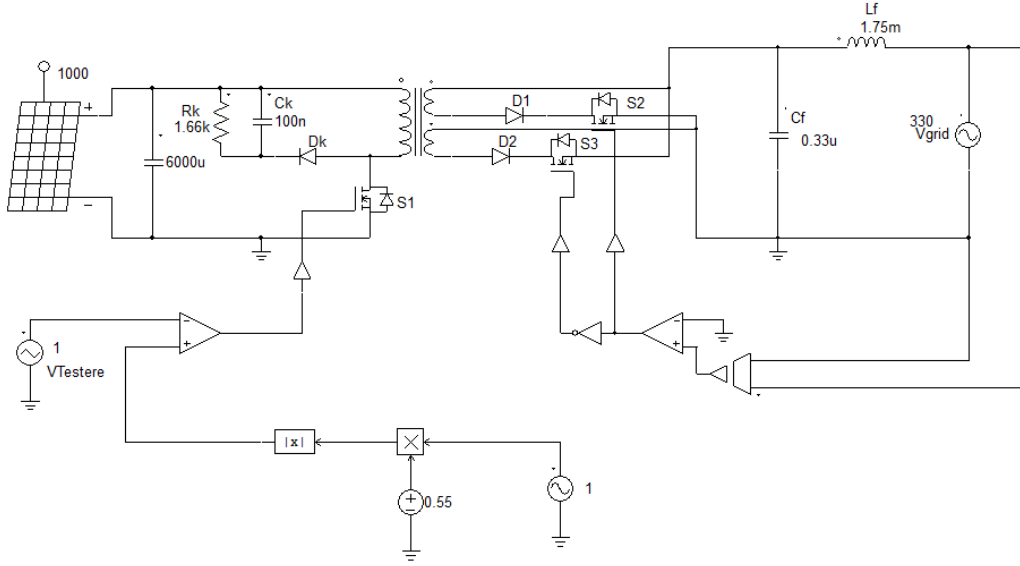 Lf
1.75m
1000
+
Rk
1.66k
Ck
100n
D1
S2
Cf
0.33u
330
Vgrid
D2
S3
Dk
6000u
−
S1
1
VTestere
−
+
−
+
|x|
0.55
1